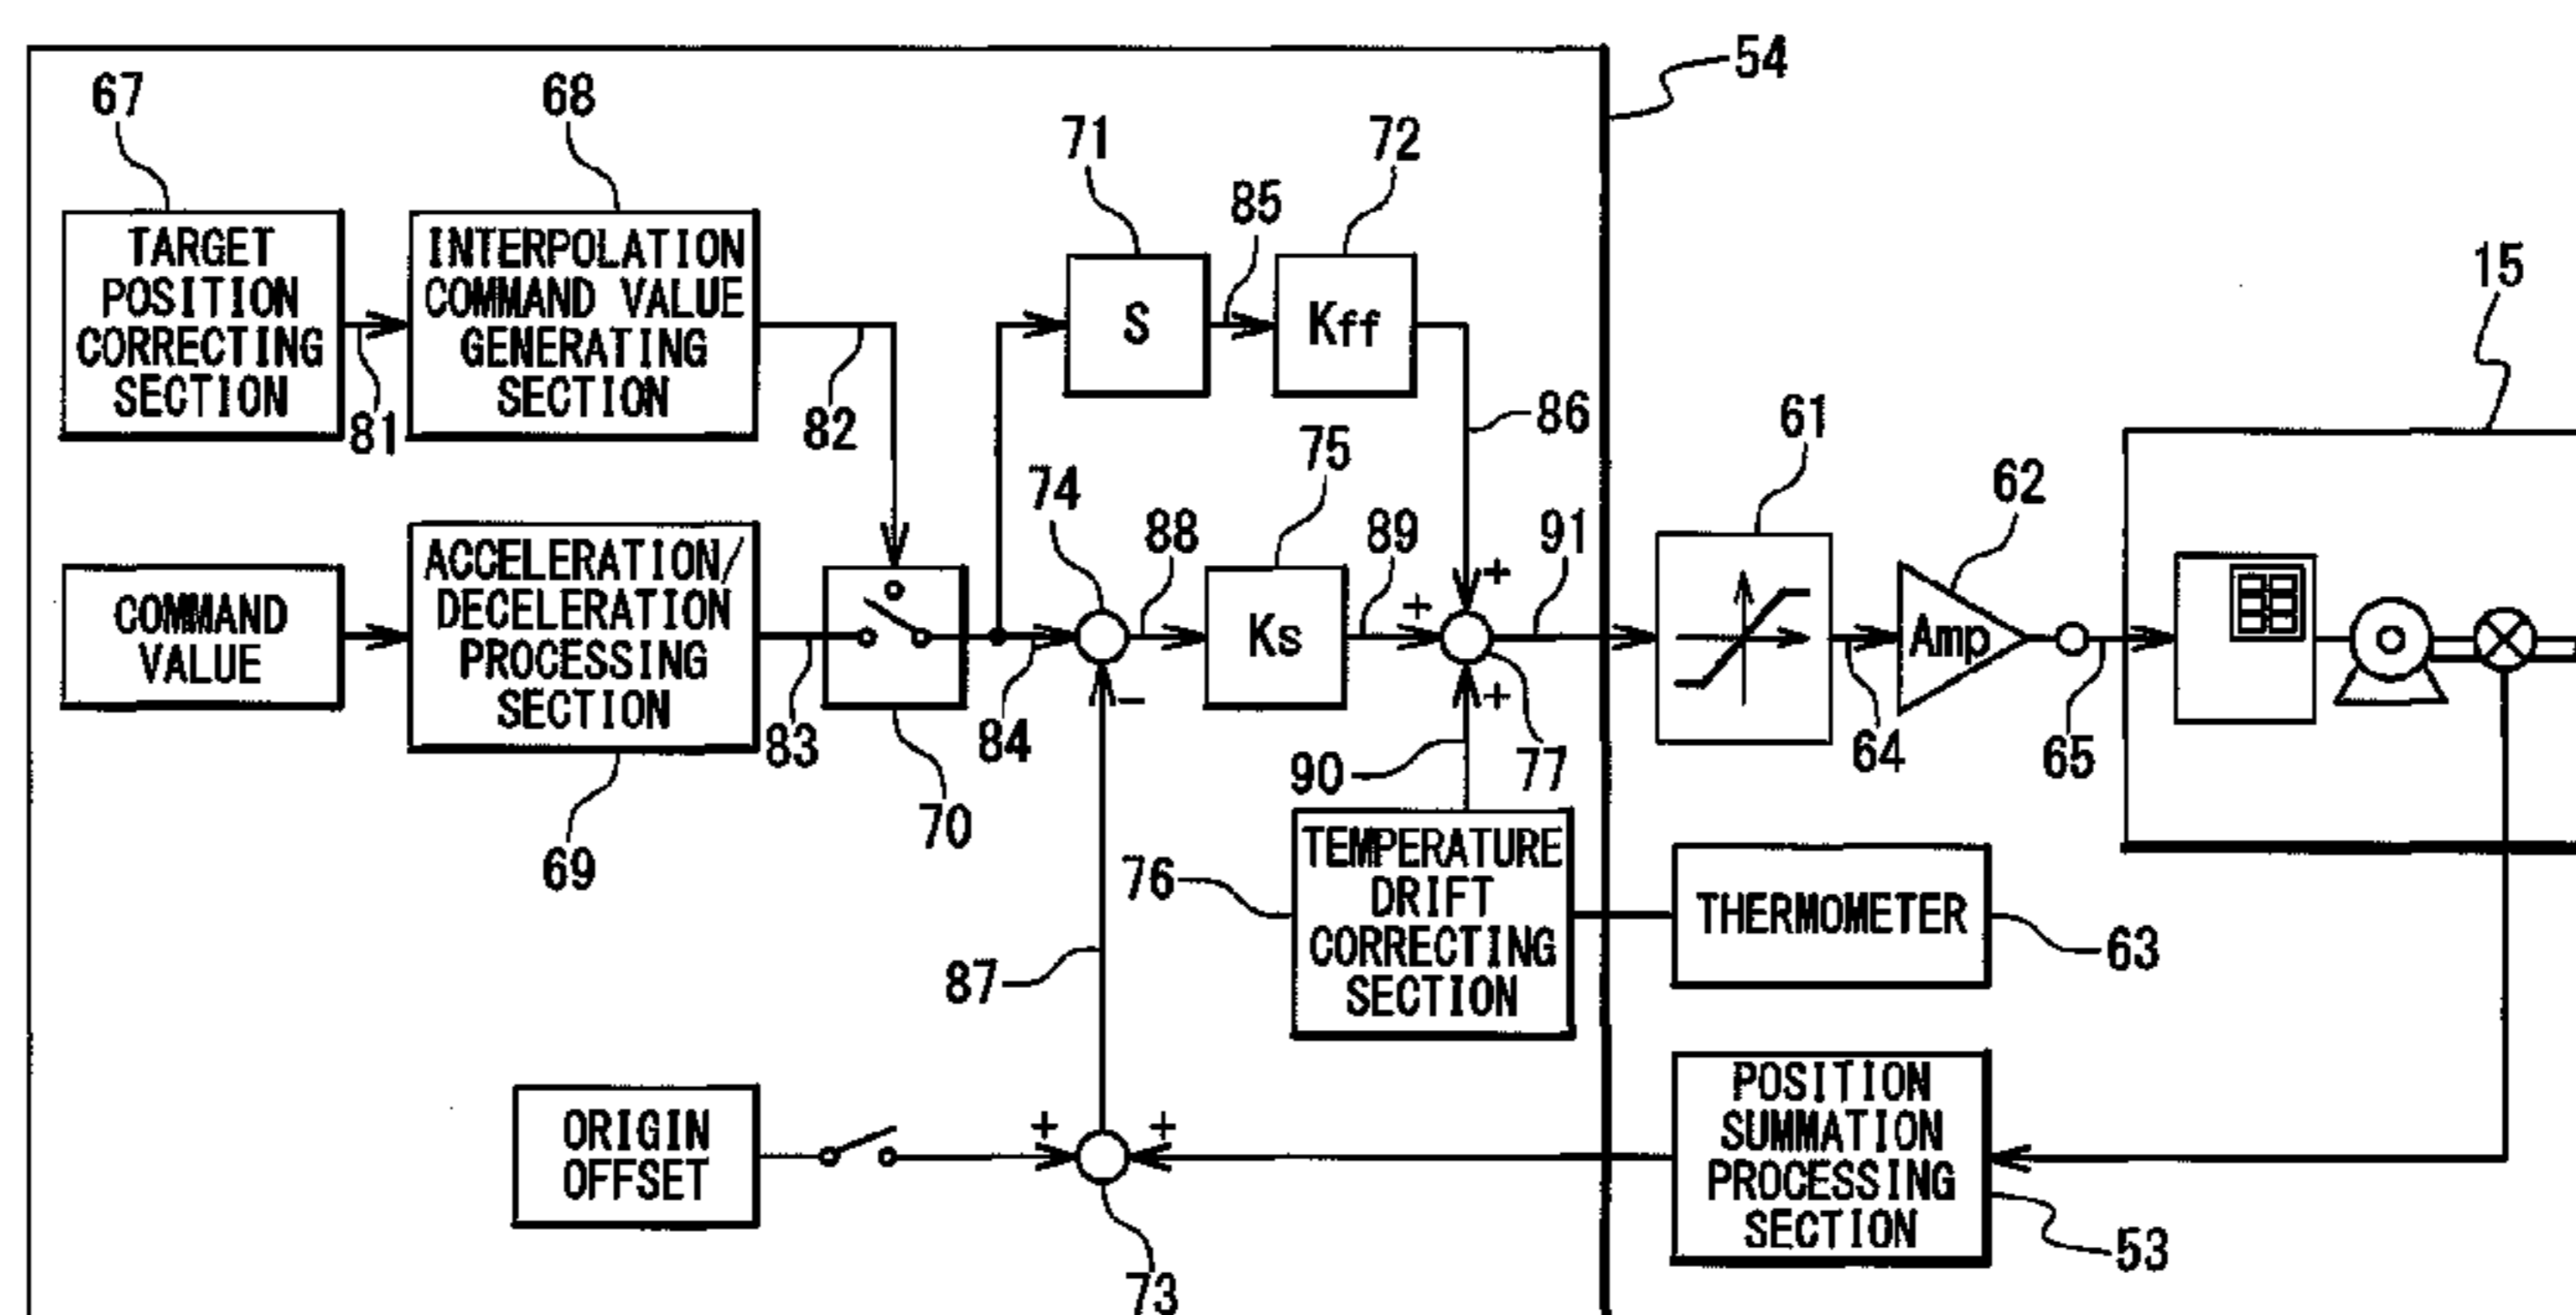 54
67
68
71
72
85
15
TARGET
POSITION
CORRECTING
SECTION
INTERPOLATION
COMMAND VALUE
GENERATING
SECTION
S
Kff
81
82
86
61
75
74
62
88
89
91
ACCELERATION/
DECELERATION
PROCESSING
SECTION
COMMAND
VALUE
+
+
Ks
Amp
83
84
-
+
90
77
64
65
70
69
TEMPERATURE
DRIFT
CORRECTING
SECTION
76
THERMOMETER
63
87
ORIGIN
OFFSET
+
+
POSITION
SUMMATION
PROCESSING
SECTION
53
73